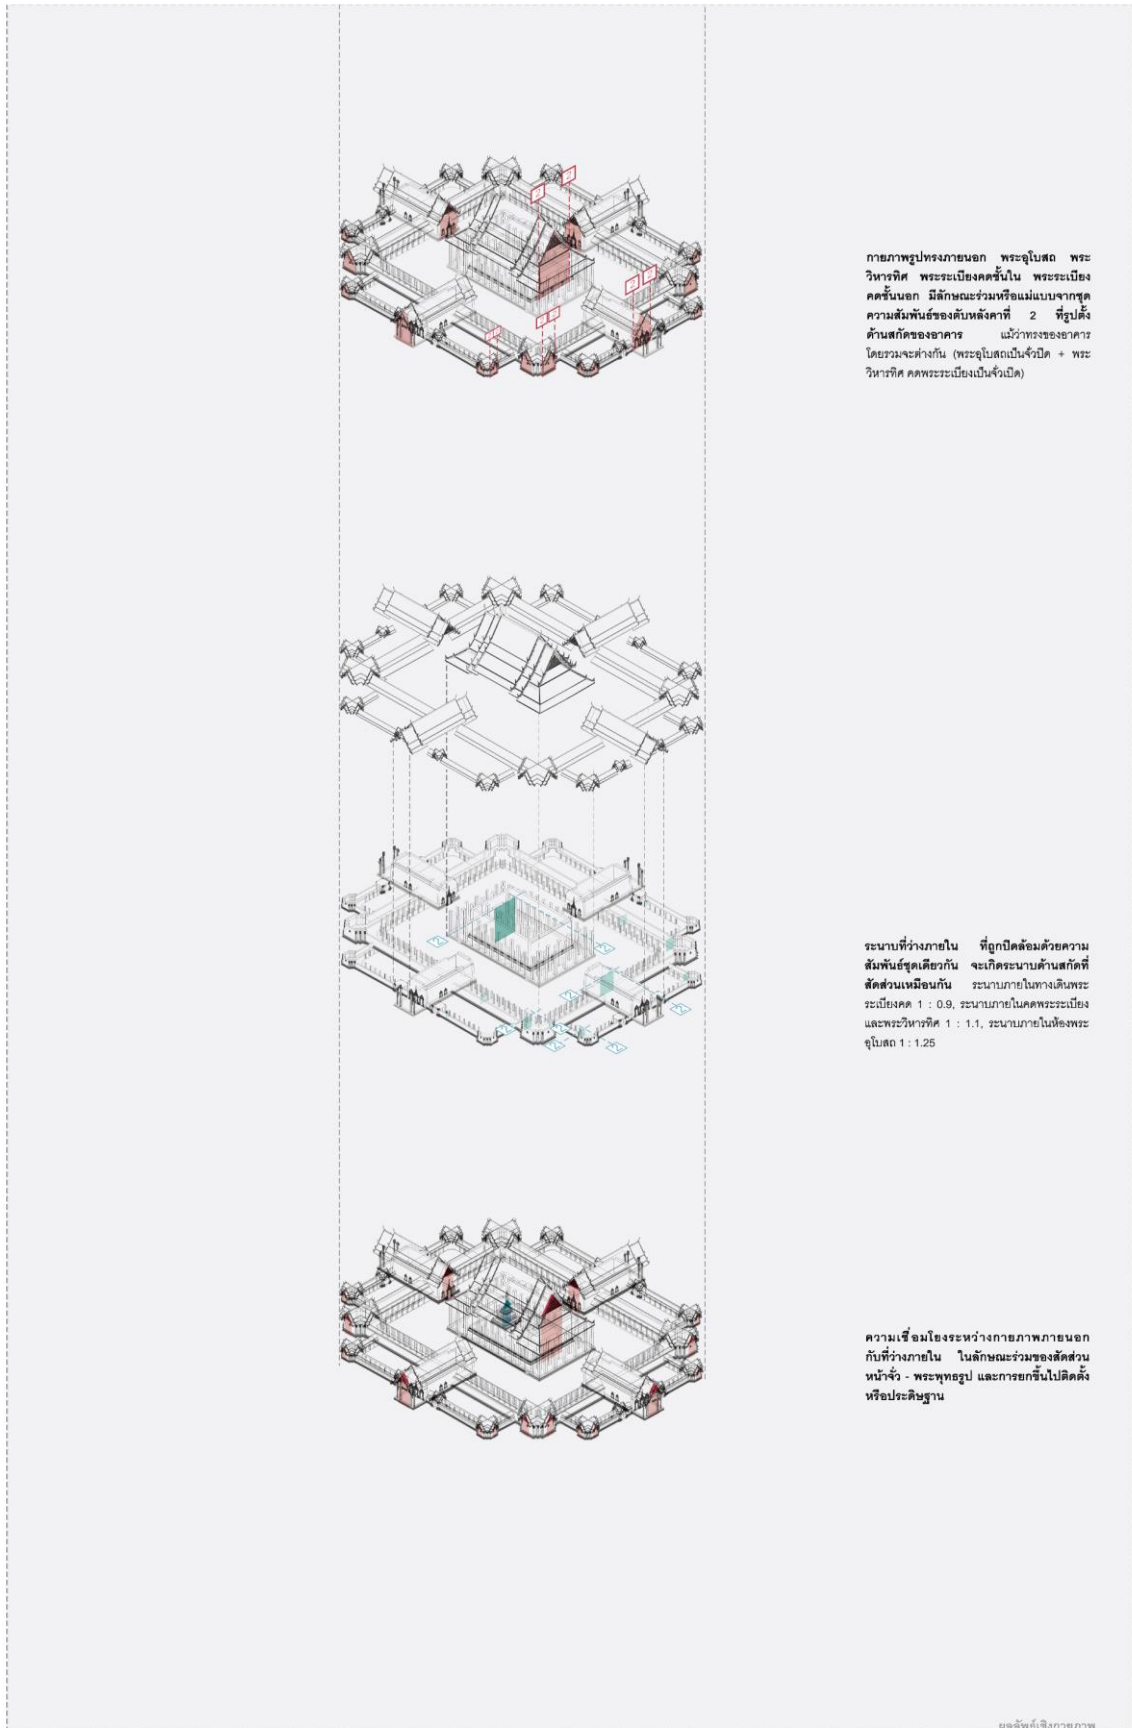 กายภาพรูปทรงภายนอก พระอุโบสถ พระ
วิหารทิศ พระระเบียงคดชั้นใน พระระเบียง
คดชั้นนอก มีลักษณะร่วมหรือแม่แบบจากชุด
ความสัมพันธ์ของตับหลังคาที่ 2 ที่รูปตั้ง
ด้านสกัดของอาคาร แม้ว่าทรงของอาคาร
โดยรวมจะต่างกัน (พระอุโบสถเป็นจั่วปิด + พระ
วิหารทิศ คดพระระเบียงเป็นจั่วเปิด)
ระนาบที่ว่างภายใน ที่ถูกปิดล้อมด้วยความ
สัมพันธ์ชุดเดียวกัน จะเกิดระนาบด้านสกัดที่
สัดส่วนเหมือนกัน ระนาบภายในทางเดินพระ
ระเบียงคด 1 : 0.9, ระนาบภายในคดพระระเบียง
และพระวิหารทิศ 1 : 1.1, ระนาบภายในห้องพระ
อุโบสถ 1 : 1.25
ความเชื่อมโยงระหว่างกายภาพภายนอก
กับที่ว่างภายใน ในลักษณะร่วมของสัดส่วน
หน้าจั่ว - พระพุทธรูป และการยกขึ้นไปติดตั้ง
หรือประดิษฐาน
ผลลัพธ์เชิงกายภาพ